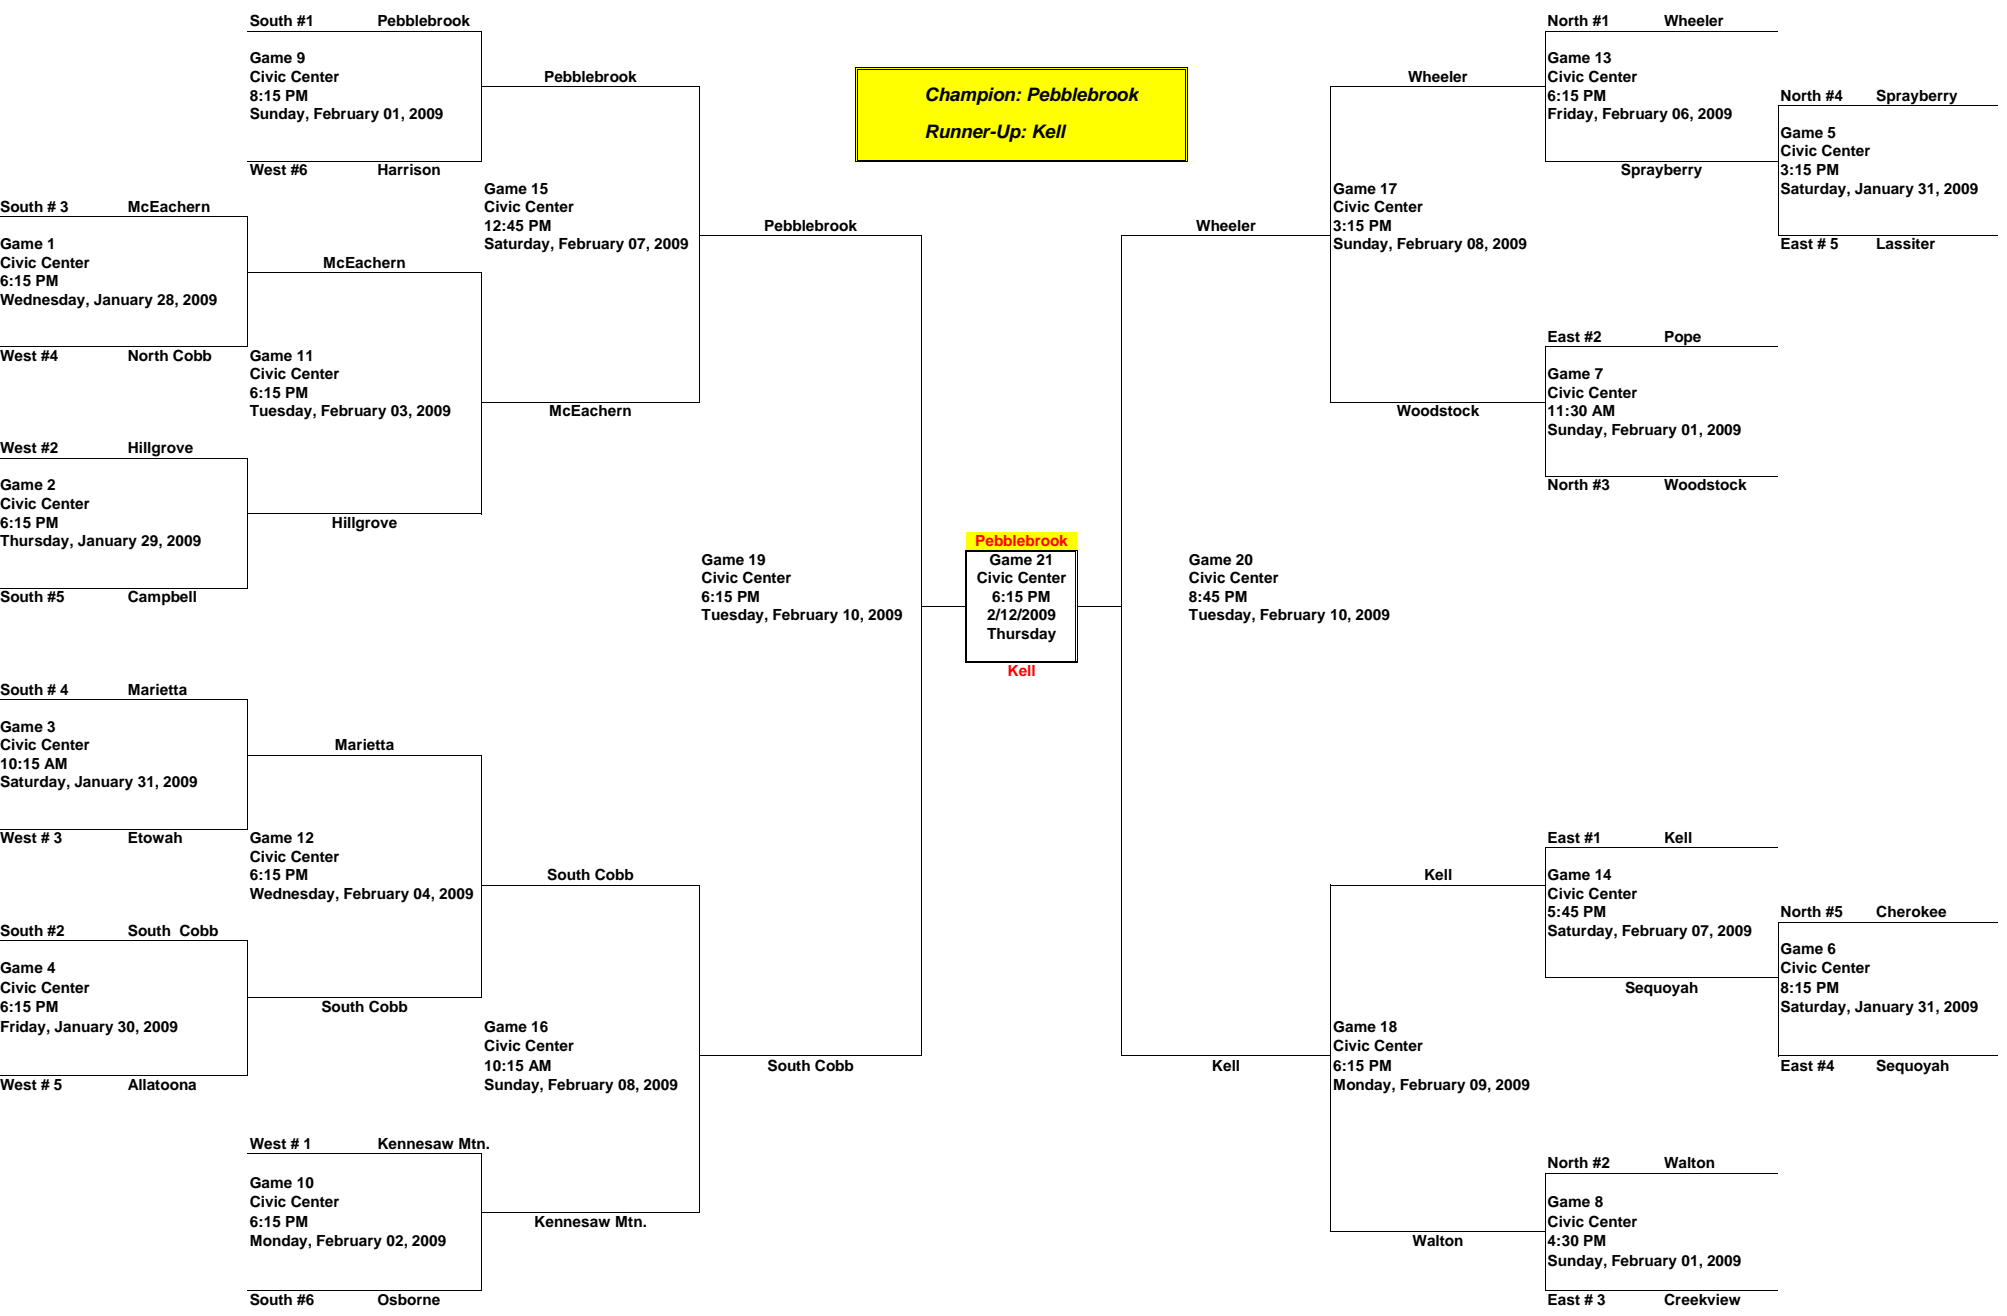 South #1 Pebblebrook
Game 9
Civic Center
8:15 PM
Sunday, February 01, 2009
West #6 Harrison
South # 3 McEachern
Game 1
Civic Center
6:15 PM
Wednesday, January 28, 2009
West #4 North Cobb
West #2 Hillgrove
Game 2
Civic Center
6:15 PM
Thursday, January 29, 2009
South #5 Campbell
South # 4 Marietta
Game 3
Civic Center
10:15 AM
Saturday, January 31, 2009
West # 3 Etowah
South #2 South Cobb
Game 4
Civic Center
6:15 PM
Friday, January 30, 2009
West # 5 Allatoona
McEachern
Game 11
Civic Center
6:15 PM
Tuesday, February 03, 2009
Hillgrove
Marietta
Game 12
Civic Center
6:15 PM
Wednesday, February 04, 2009
South Cobb
West # 1 Kennesaw Mtn.
Game 10
Civic Center
6:15 PM
Monday, February 02, 2009
South #6 Osborne
Pebblebrook
Game 15
Civic Center
12:45 PM
Saturday, February 07, 2009
McEachern
South Cobb
Game 16
Civic Center
10:15 AM
Sunday, February 08, 2009
Kennesaw Mtn.
Pebblebrook
Game 19
Civic Center
6:15 PM
Tuesday, February 10, 2009
South Cobb
Champion: Pebblebrook
Runner-Up: Kell
Pebblebrook
Game 21
Civic Center
6:15 PM
2/12/2009
Thursday
Kell
Wheeler
Game 20
Civic Center
8:45 PM
Tuesday, February 10, 2009
Kell
Wheeler
Game 17
Civic Center
3:15 PM
Sunday, February 08, 2009
Woodstock
Kell
Game 18
Civic Center
6:15 PM
Monday, February 09, 2009
Walton
North #1 Wheeler
Game 13
Civic Center
6:15 PM
Friday, February 06, 2009
Sprayberry
East #2 Pope
Game 7
Civic Center
11:30 AM
Sunday, February 01, 2009
North #3 Woodstock
East #1 Kell
Game 14
Civic Center
5:45 PM
Saturday, February 07, 2009
Sequoyah
North #2 Walton
Game 8
Civic Center
4:30 PM
Sunday, February 01, 2009
East # 3 Creekview
North #4 Sprayberry
Game 5
Civic Center
3:15 PM
Saturday, January 31, 2009
East # 5 Lassiter
North #5 Cherokee
Game 6
Civic Center
8:15 PM
Saturday, January 31, 2009
East #4 Sequoyah